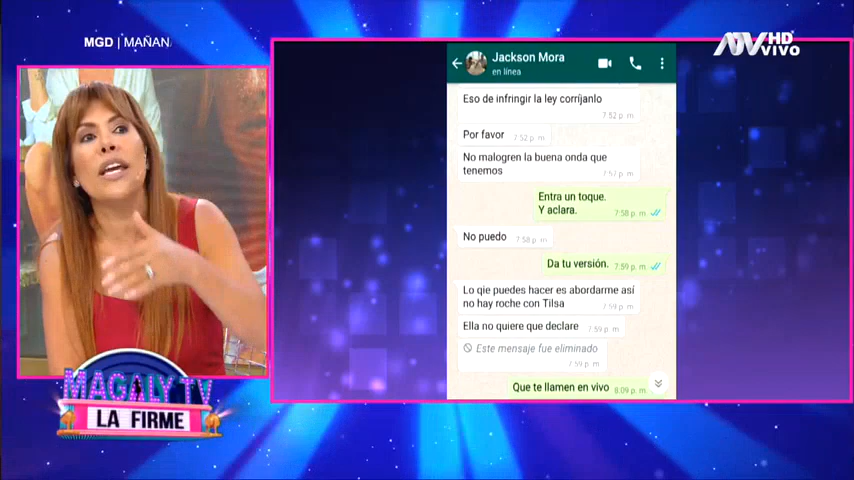 MGD | MAÑAN
ATV HD
VIVO
Jackson Mora
en línea
Eso de infringir la ley corríjanlo
7:52 p. m.
Por favor 7:52 p. m.
No malogren la buena onda que
tenemos 7:57 p. m.
Entra un toque.
Y aclara. 7:58 p. m.
No puedo 7:58 p. m.
Da tu versión. 7:59 p. m.
Lo qie puedes hacer es abordarme así
no hay roche con Tilsa 7:59 p. m.
Ella no quiere que declare 7:59 p. m.
Este mensaje fue eliminado
7:59 p. m.
Que te llamen en vivo 8:09 p. m.
MAGALY TV
LA FIRME